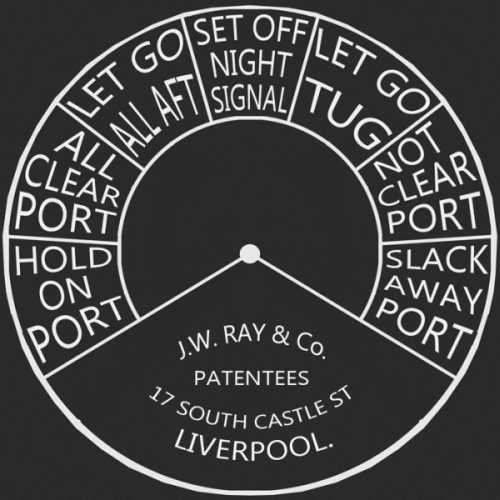 HOLD
ON
PORT
ALL
CLEAR
PORT
LET GO
ALL AFT
SET OFF
NIGHT
SIGNAL
LET GO
TUG
NOT
CLEAR
PORT
SLACK
AWAY
PORT
J.W. RAY & Co.
PATENTEES
17 SOUTH CASTLE ST
LIVERPOOL.